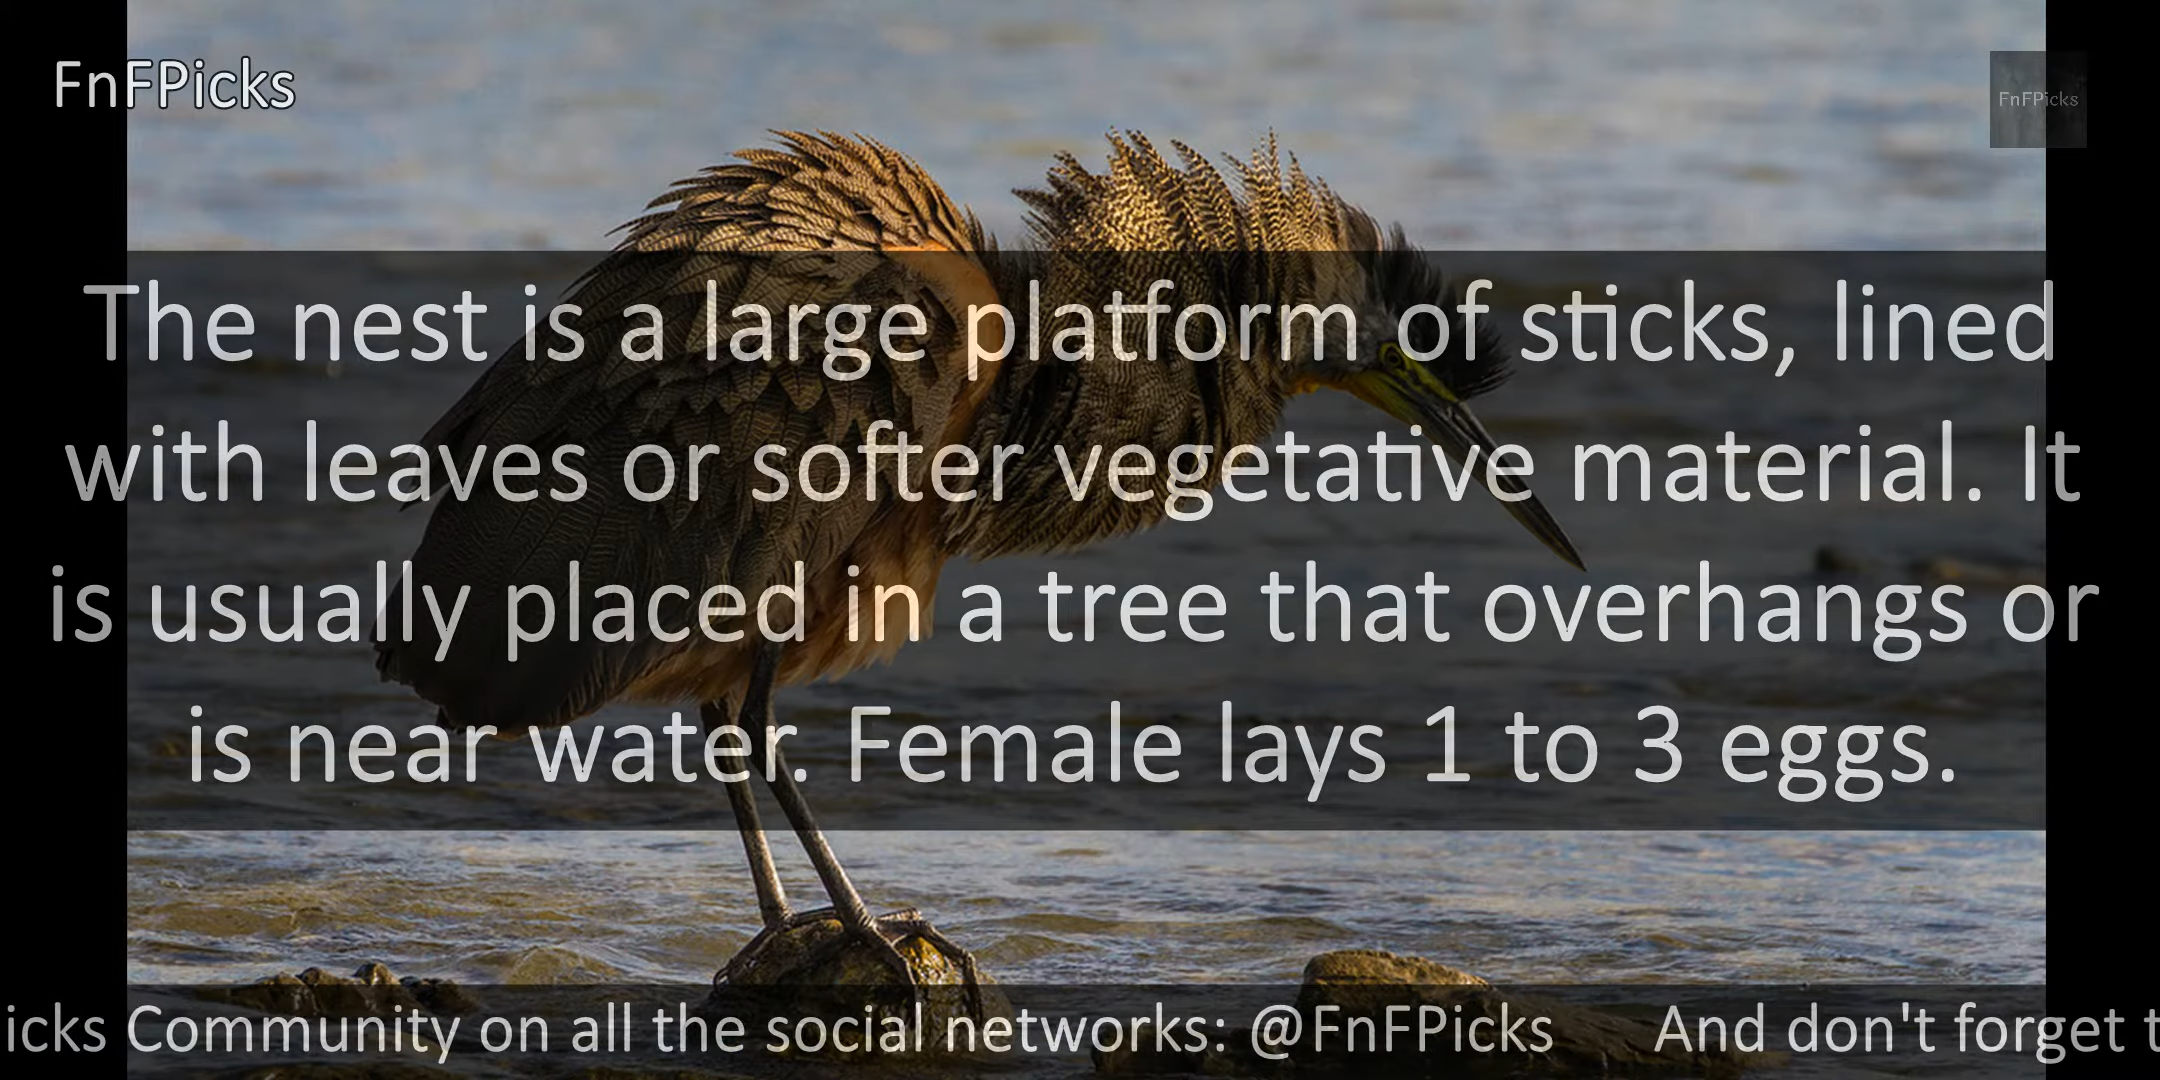 FnFPicks
FnFPicks
The nest is a large platform of sticks, lined
with leaves or softer vegetative material. It
is usually placed in a tree that overhangs or
is near water. Female lays 1 to 3 eggs.
icks Community on all the social networks: @FnFPicks And don't forget t